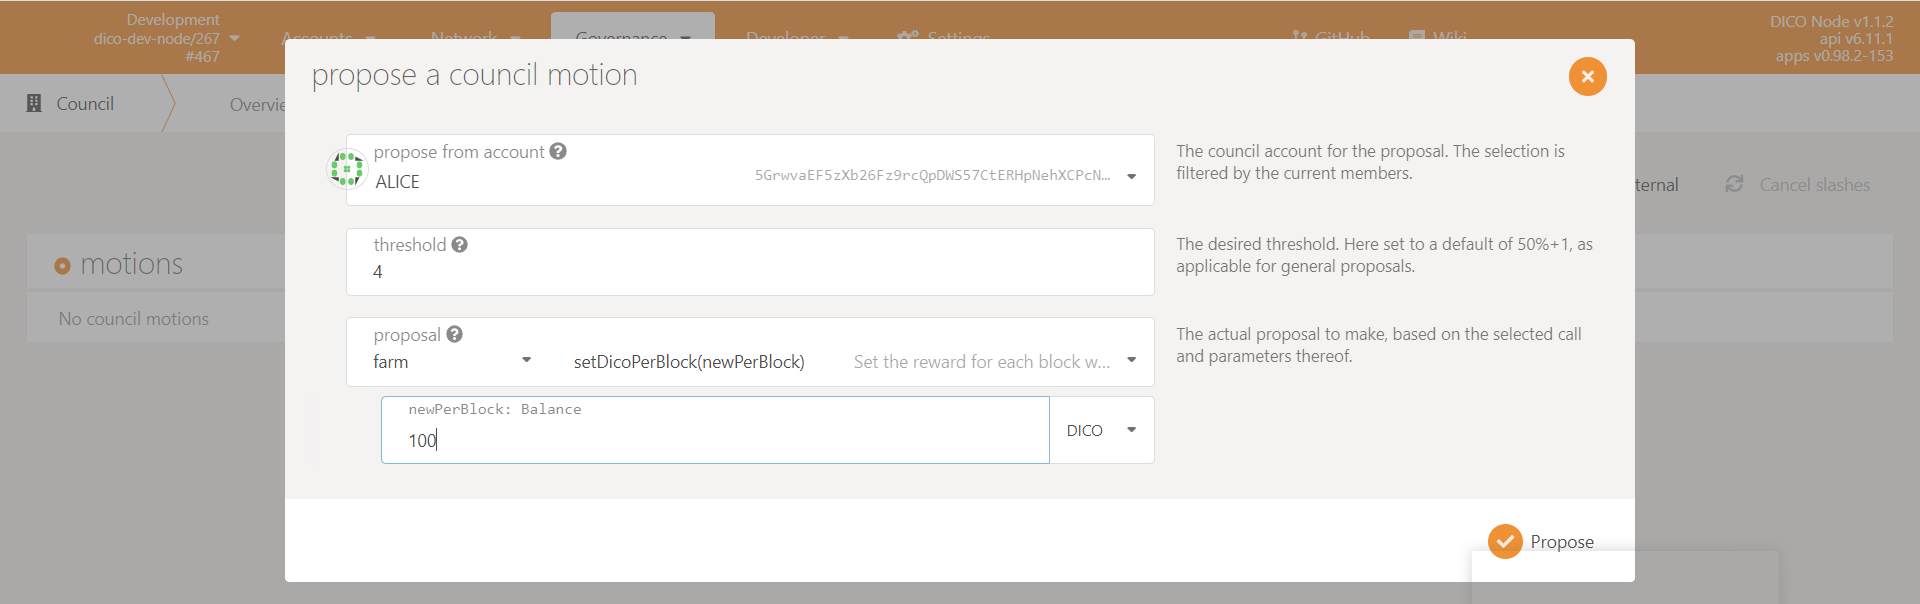 Development
dico-dev-node/267
#467
Accounts
Network
Governance
Developer
Settings
GitHub
Wiki
DICO Node v1.1.2
api v6.11.1
apps v0.98.2-153
Council
Overvie
propose a council motion
propose from account
ALICE
5GrwvaEF5zXb26Fz9rcQpDWS57CtERHpNehXCPcN…
The council account for the proposal. The selection is
filtered by the current members.
ternal
Cancel slashes
threshold
4
The desired threshold. Here set to a default of 50%+1, as
applicable for general proposals.
motions
No council motions
proposal
farm
setDicoPerBlock(newPerBlock)
Set the reward for each block w...
The actual proposal to make, based on the selected call
and parameters thereof.
newPerBlock: Balance
100
DICO
Propose